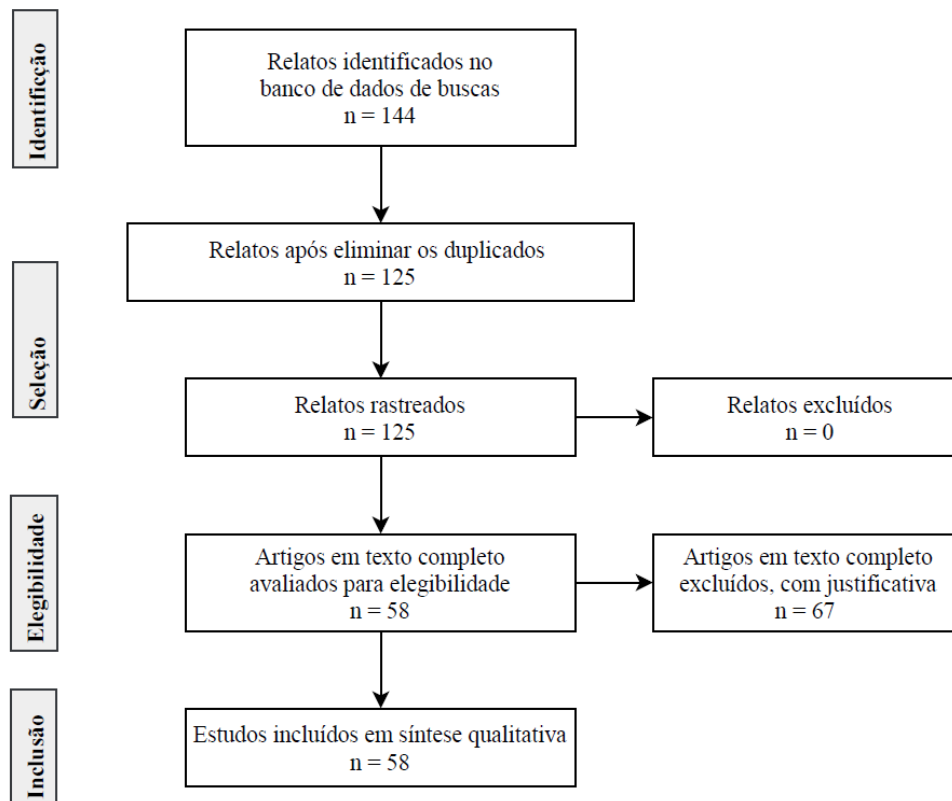 Identificção
Relatos identificados no
banco de dados de buscas
n = 144
Relatos após eliminar os duplicados
n = 125
Seleção
Relatos rastreados
n = 125
Relatos excluídos
n = 0
Elegibilidade
Artigos em texto completo
avaliados para elegibilidade
n = 58
Artigos em texto completo
excluídos, com justificativa
n = 67
Inclusão
Estudos incluídos em síntese qualitativa
n = 58